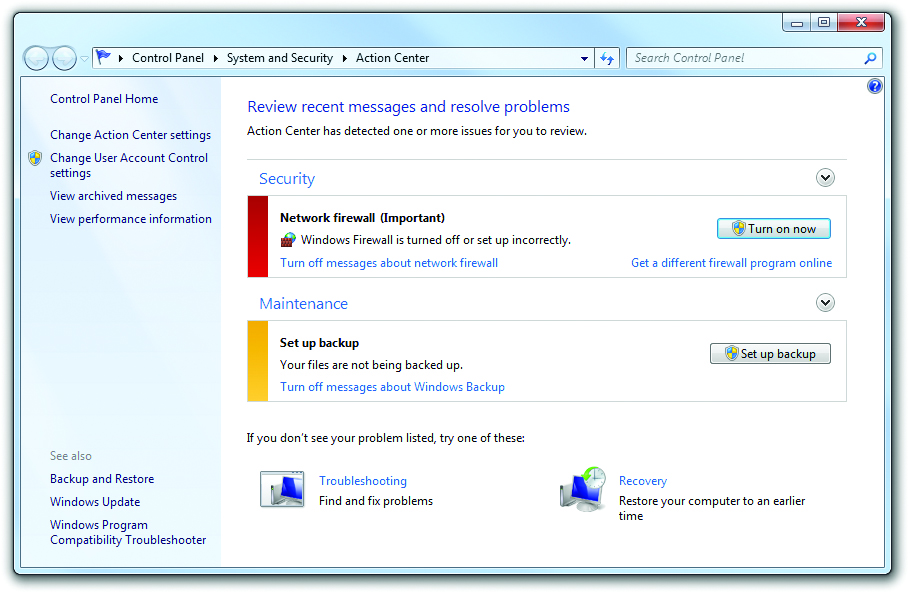 Control Panel System and Security Action Center Search Control Panel
Control Panel Home
Change Action Center settings
Change User Account Control
settings
View archived messages
View performance information
See also
Backup and Restore
Windows Update
Windows Program
Compatibility Troubleshooter
Review recent messages and resolve problems
Action Center has detected one or more issues for you to review.
Security
Network firewall (Important)
Windows Firewall is turned off or set up incorrectly.
Turn on now
Turn off messages about network firewall
Get a different firewall program online
Maintenance
Set up backup
Your files are not being backed up.
Set up backup
Turn off messages about Windows Backup
If you don't see your problem listed, try one of these:
Troubleshooting
Find and fix problems
Recovery
Restore your computer to an earlier
time